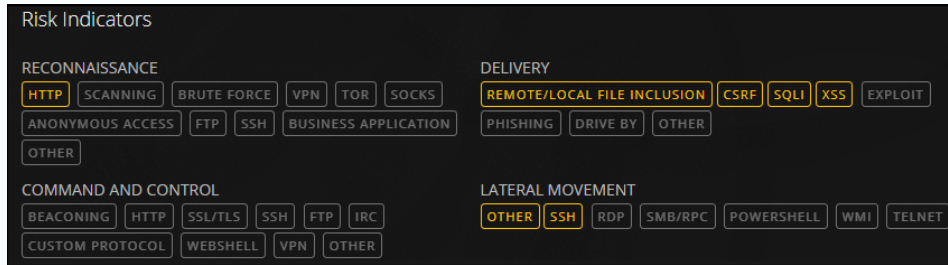 Risk Indicators
RECONNAISSANCE
HTTP SCANNING BRUTE FORCE VPN TOR SOCKS
ANONYMOUS ACCESS FTP SSH BUSINESS APPLICATION
OTHER
DELIVERY
REMOTE/LOCAL FILE INCLUSION CSRF SQLI XSS EXPLOIT
PHISHING DRIVE BY OTHER
COMMAND AND CONTROL
BEACONING HTTP SSL/TLS SSH FTP IRC
CUSTOM PROTOCOL WEBSHELL VPN OTHER
LATERAL MOVEMENT
OTHER SSH RDP SMB/RPC POWERSHELL WMI TELNET